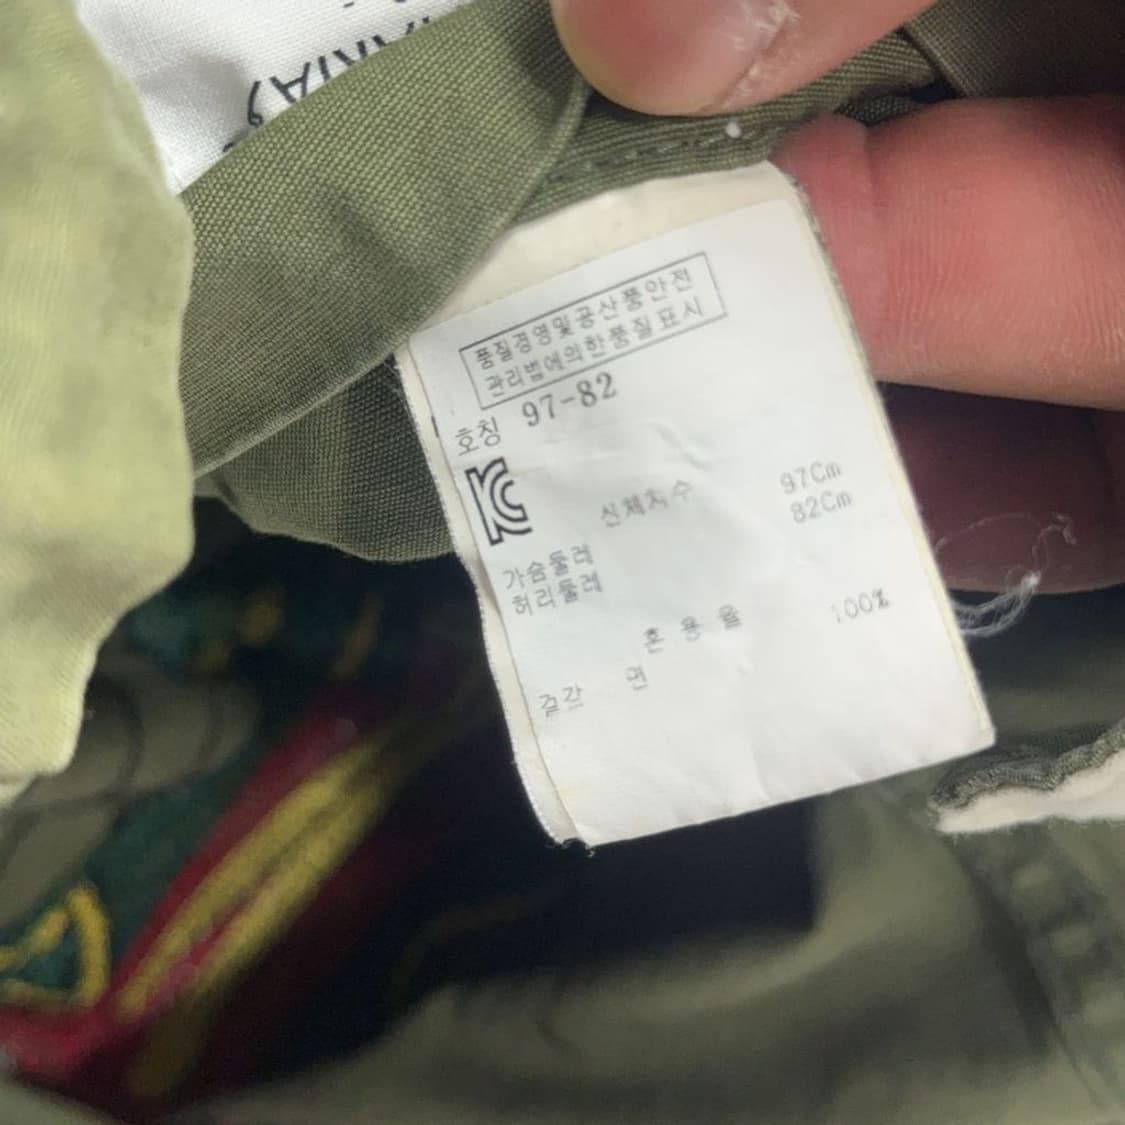 품질경영및공산품안전
관리법에의한품질표시
호칭 97-82
신체치수
97Cm
82Cm
가슴둘레
허리둘레
혼 용 율
100%
겉감 면